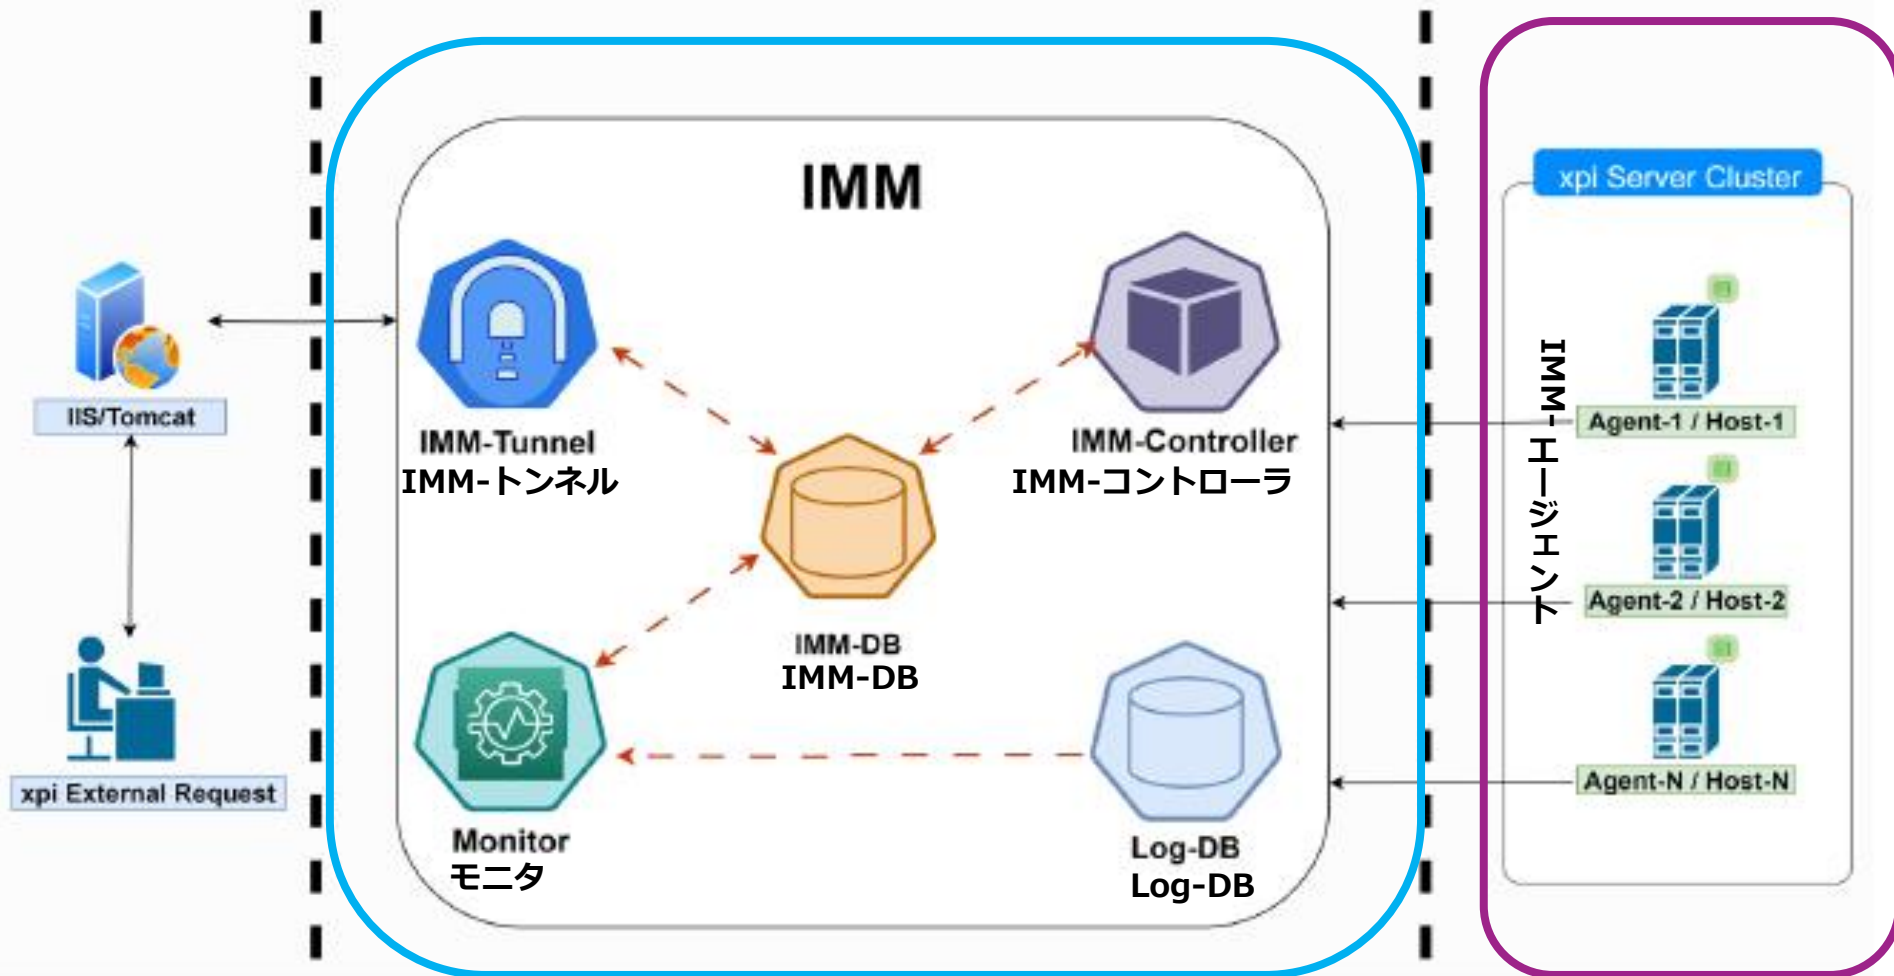 IMM
xpi Server Cluster
IIS/Tomcat
xpi External Request
IMM-Tunnel
IMM-トンネル
IMM-Controller
IMM-コントローラ
IMM-DB
IMM-DB
Monitor
モニタ
Log-DB
Log-DB
IMM-エージェント
Agent-1 / Host-1
Agent-2 / Host-2
Agent-N / Host-N